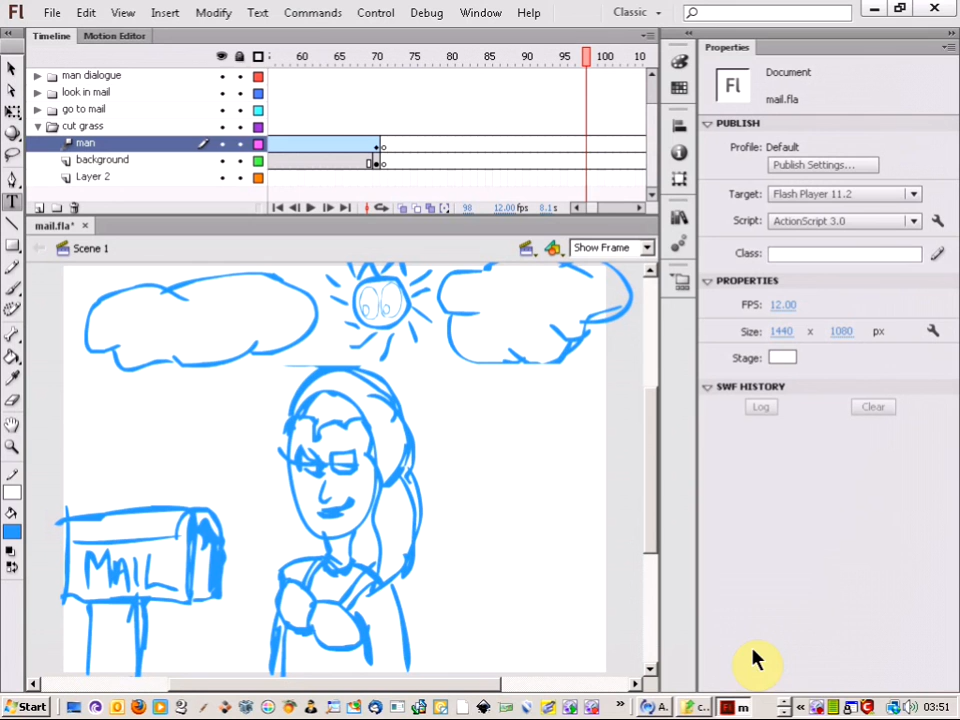 Fl File Edit View Insert Modify Text Commands Control Debug Window Help Classic
Timeline Motion Editor
Properties
60 65 70 75 80 85 90 95 100 10
man dialogue
look in mail
go to mail
cut grass
man
background
Layer 2
98 12.00fps 8.1s
Fl
Document
mail.fla
PUBLISH
Profile: Default
Publish Settings...
Target: Flash Player 11.2
Script: ActionScript 3.0
Class:
PROPERTIES
FPS: 12.00
Size: 1440 x 1080 px
Stage:
SWF HISTORY
Log Clear
mail.fla* x
Scene 1
Show Frame
MAIL
Start
A.
c...
m
03:51